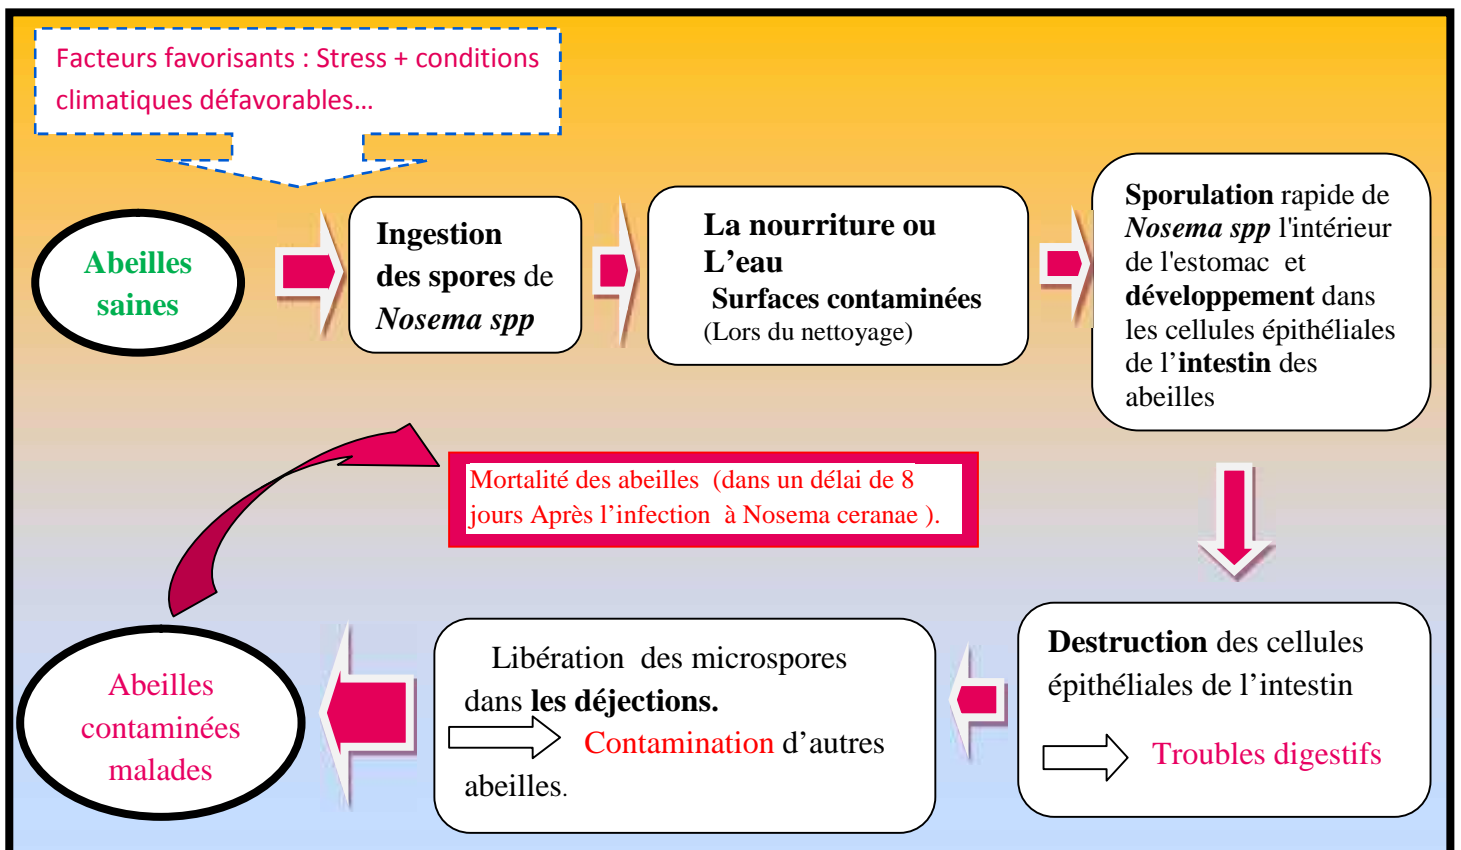 Facteurs favorisants : Stress + conditions
climatiques défavorables...
Abeilles
saines
Ingestion
des spores de
Nosema spp
La nourriture ou
L'eau
Surfaces contaminées
(Lors du nettoyage)
Sporulation rapide de
Nosema spp l'intérieur
de l'estomac et
développement dans
les cellules épithéliales
de l'intestin des
abeilles
Destruction des cellules
épithéliales de l'intestin
Troubles digestifs
Libération des microspores
dans les déjections.
Contamination d'autres
abeilles.
Abeilles
contaminées
malades
Mortalité des abeilles (dans un délai de 8
jours Après l'infection à Nosema ceranae ).